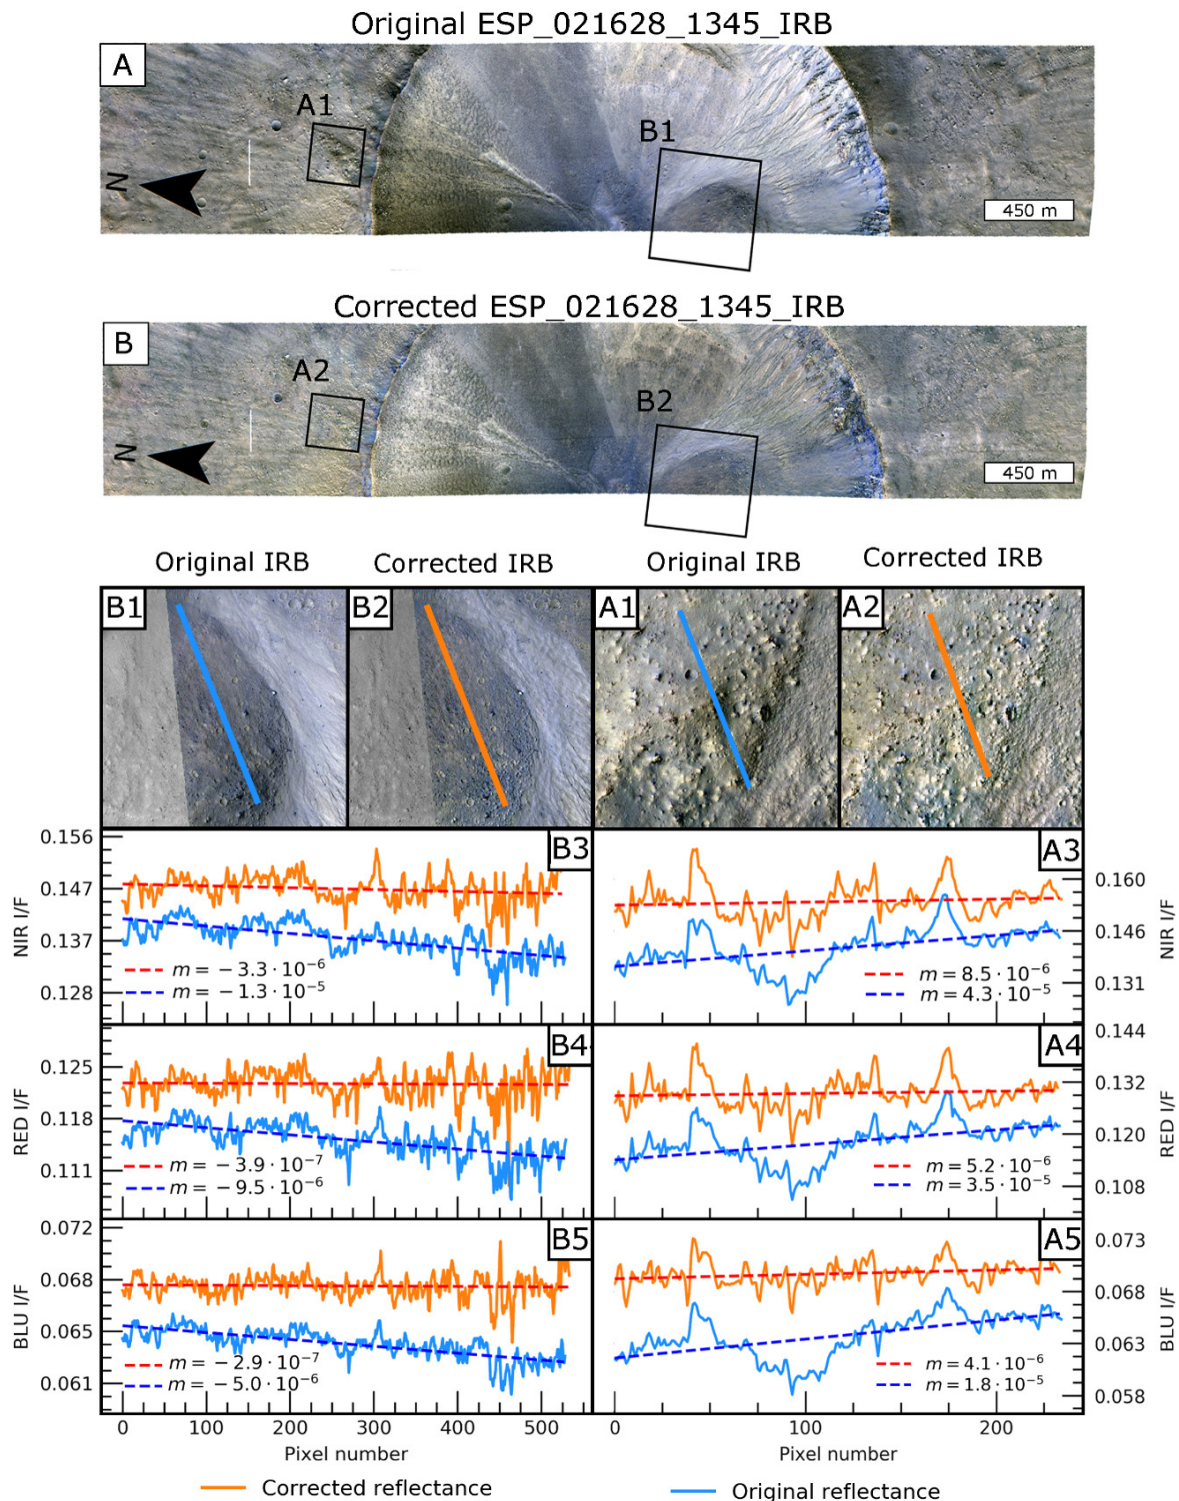 Original ESP_021628_1345_IRB
A
A1
B1
N
450 m
Corrected ESP_021628_1345_IRB
B
A2
B2
N
450 m
Original IRB
Corrected IRB
Original IRB
Corrected IRB
B1
B2
A1
A2
B3
0.156
0.147
0.137
0.128
NIR I/F
m = −3.3 · 10⁻⁶
m = −1.3 · 10⁻⁵
A3
0.160
0.146
0.131
NIR I/F
m = 8.5 · 10⁻⁶
m = 4.3 · 10⁻⁵
B4
0.125
0.118
0.111
RED I/F
m = −3.9 · 10⁻⁷
m = −9.5 · 10⁻⁶
A4
0.144
0.132
0.120
0.108
RED I/F
m = 5.2 · 10⁻⁶
m = 3.5 · 10⁻⁵
B5
0.072
0.068
0.065
0.061
BLU I/F
m = −2.9 · 10⁻⁷
m = −5.0 · 10⁻⁶
A5
0.073
0.068
0.063
0.058
BLU I/F
m = 4.1 · 10⁻⁶
m = 1.8 · 10⁻⁵
0 100 200 300 400 500
Pixel number
0 100 200
Pixel number
Corrected reflectance
Original reflectance